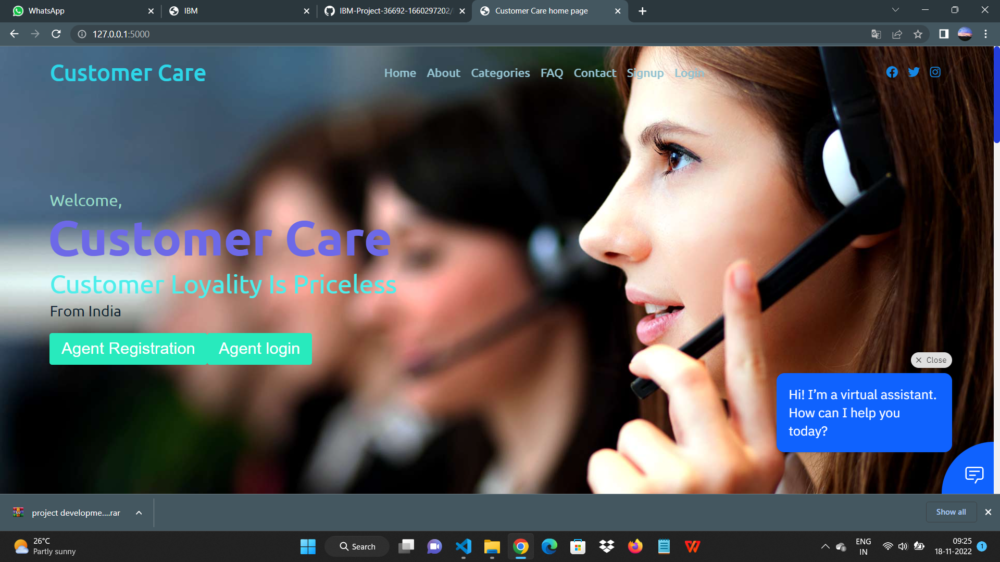 WhatsApp
IBM
IBM-Project-36692-1660297202/
Customer Care home page
127.0.0.1:5000
Customer Care
Home About Categories FAQ Contact Signup Login
Welcome,
Customer Care
Customer Loyality Is Priceless
From India
Agent Registration
Agent login
Close
Hi! I'm a virtual assistant.
How can I help you
today?
project developme....rar
Show all
26°C
Partly sunny
Search
ENG
IN
09:25
18-11-2022
1